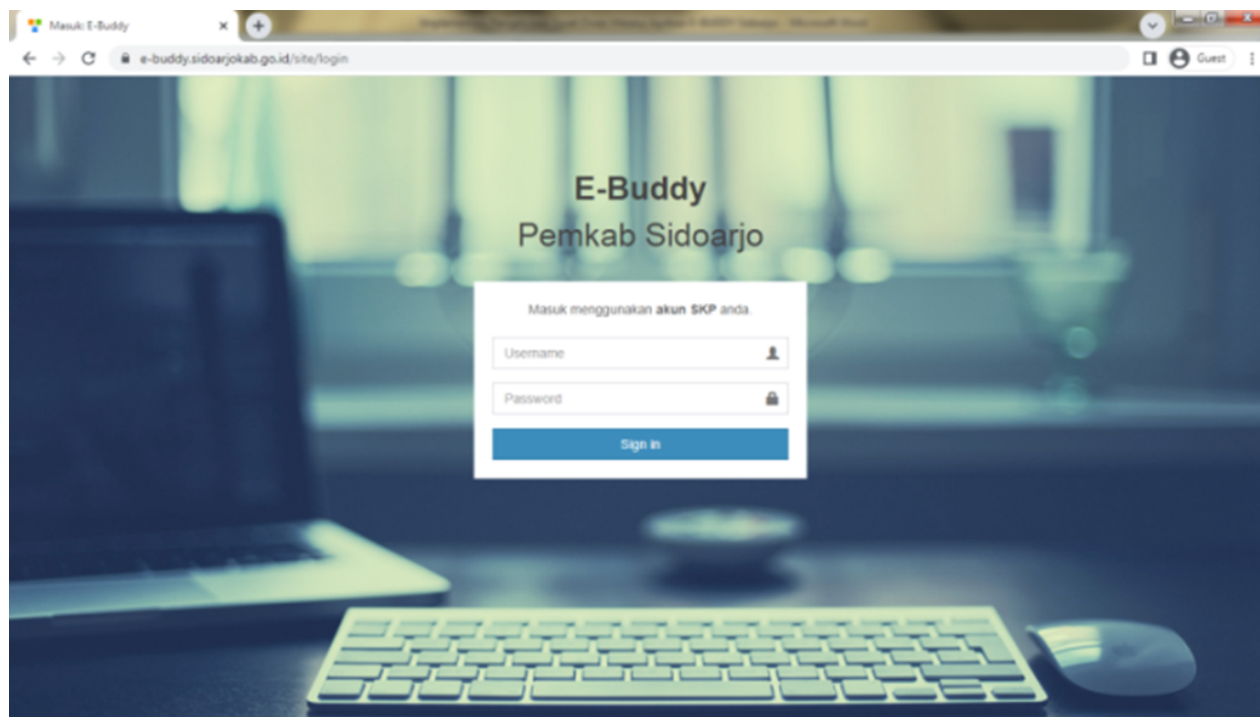 Masuk: E-Buddy
e-buddy.sidoarjokab.go.id/site/login
Guest
E-Buddy
Pemkab Sidoarjo
Masuk menggunakan akun SKP anda.
Username
Password
Sign in